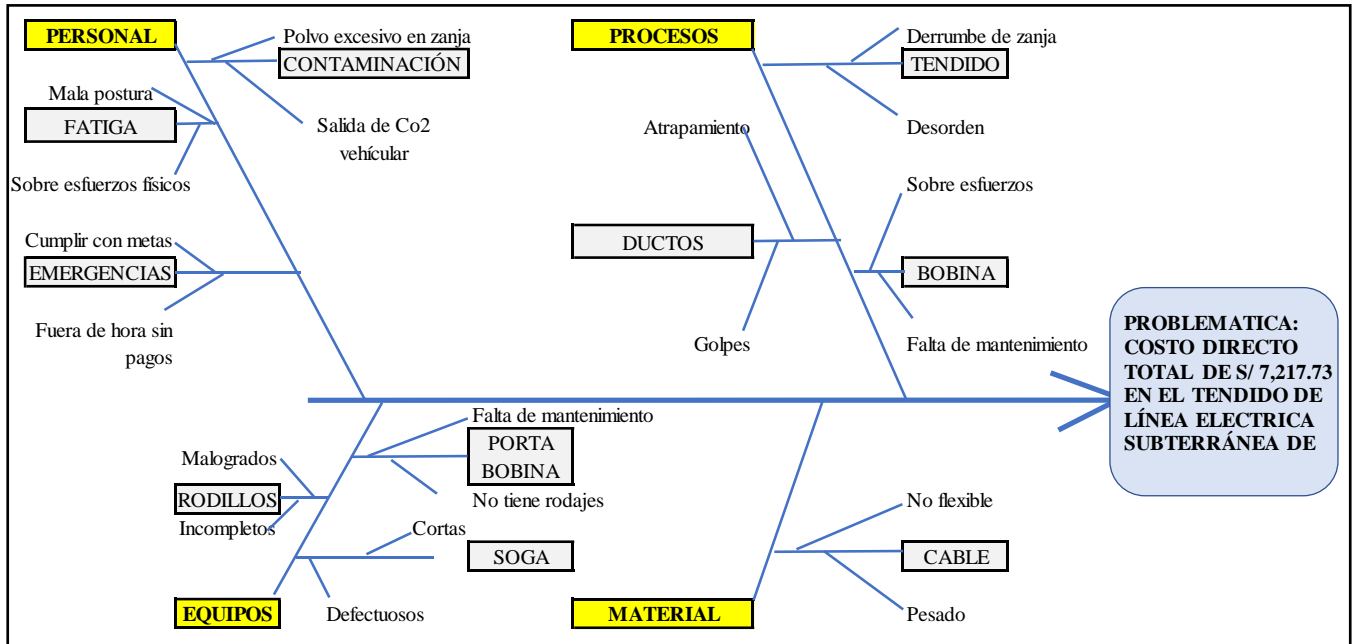 PERSONAL
Polvo excesivo en zanja
CONTAMINACIÓN
Mala postura
FATIGA
Salida de Co2
vehícular
Sobre esfuerzos físicos
Cumplir con metas
EMERGENCIAS
Fuera de hora sin
pagos
PROCESOS
Derrumbe de zanja
TENDIDO
Atrapamiento
Desorden
Sobre esfuerzos
DUCTOS
BOBINA
Golpes
Falta de mantenimiento
PROBLEMATICA:
COSTO DIRECTO
TOTAL DE S/ 7,217.73
EN EL TENDIDO DE
LÍNEA ELECTRICA
SUBTERRÁNEA DE
Falta de mantenimiento
PORTA
BOBINA
Malogrados
RODILLOS
No tiene rodajes
Incompletos
Cortas
SOGA
EQUIPOS
Defectuosos
No flexible
CABLE
MATERIAL
Pesado